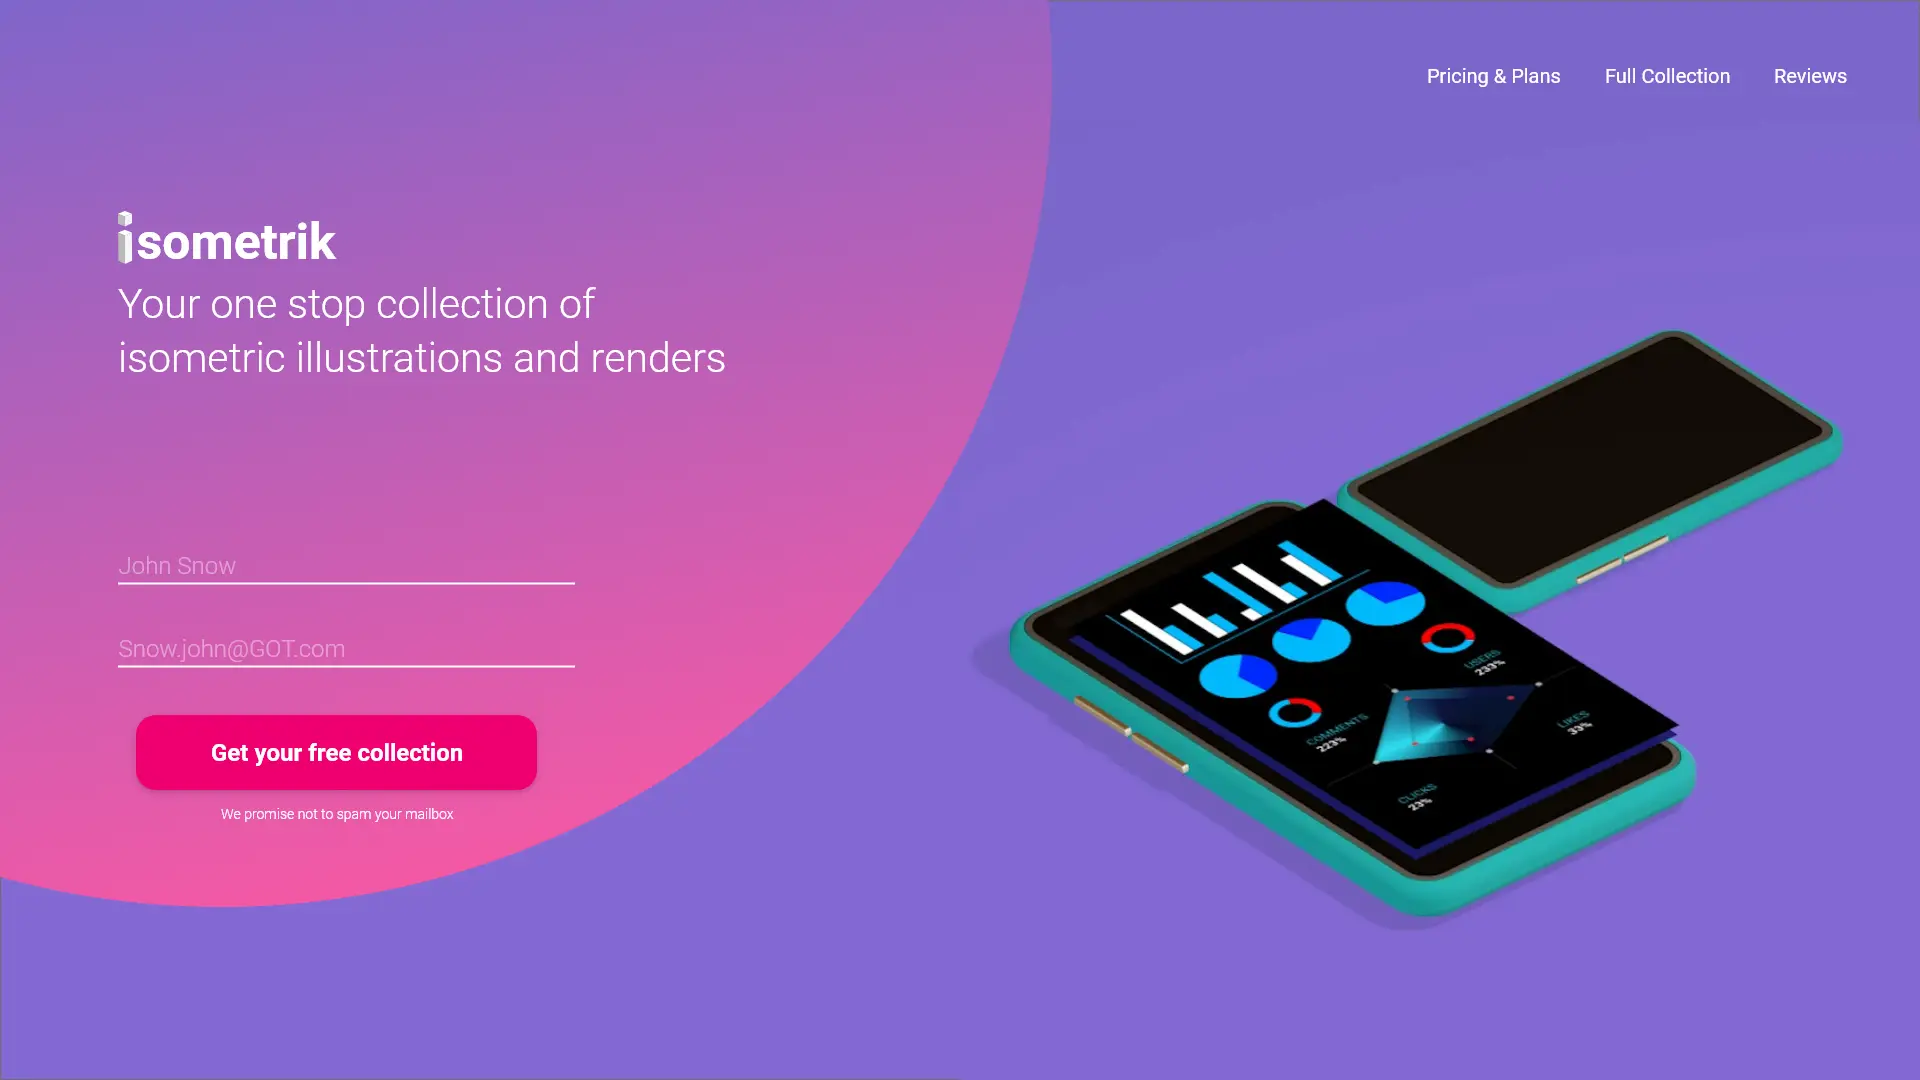 Pricing & Plans Full Collection Reviews
isometrik
Your one stop collection of
isometric illustrations and renders
John Snow
Snow.john@GOT.com
Get your free collection
We promise not to spam your mailbox
USERS
233%
COMMENTS
223%
LIKES
33%
CLICKS
23%